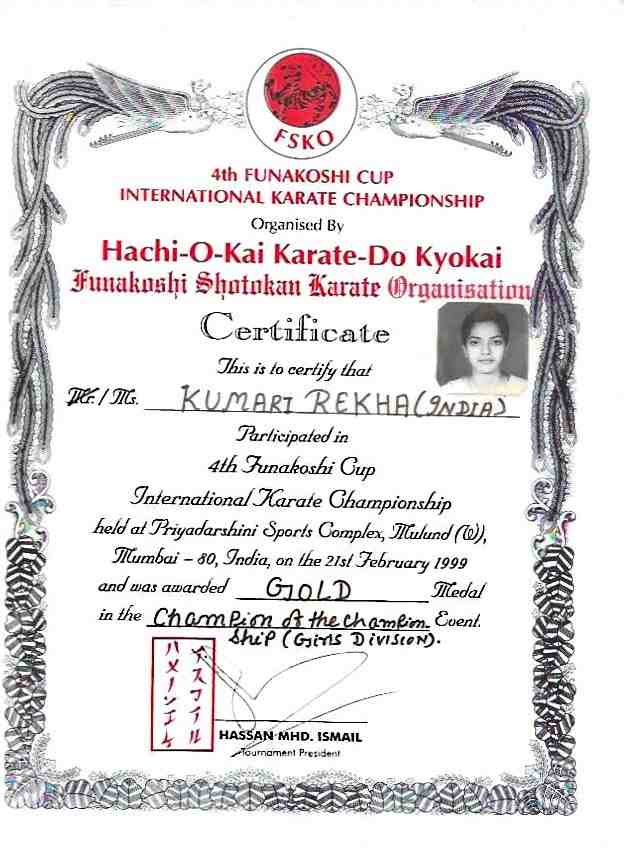 FSKO
4th FUNAKOSHI CUP
INTERNATIONAL KARATE CHAMPIONSHIP
Organised By
Hachi-O-Kai Karate-Do Kyokai
Funakoshi Shotokan Karate Organisation
Certificate
This is to certify that
Mr. / Ms. KUMARI REKHA (INDIA)
Participated in
4th Funakoshi Cup
International Karate Championship
held at Priyadarshini Sports Complex, Mulund (W),
Mumbai – 80, India, on the 21st February 1999
and was awarded GOLD Medal
in the Champion of the champion Event.
ship (Girls DIVISION).
HASSAN MHD. ISMAIL
Tournament President